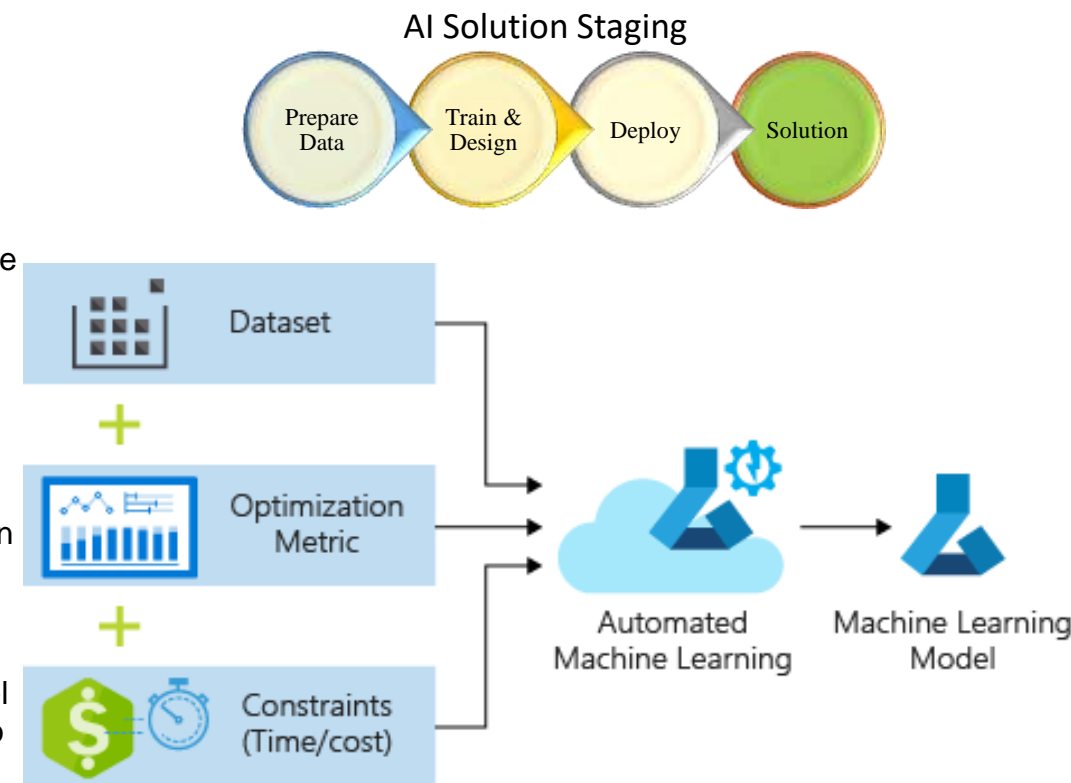 AI Solution Staging
Prepare
Data
Train &
Design
Deploy
Solution
e
Dataset
Optimization
Metric
n
Automated
Machine Learning
Machine Learning
Model
l
o
Constraints
(Time/cost)
$